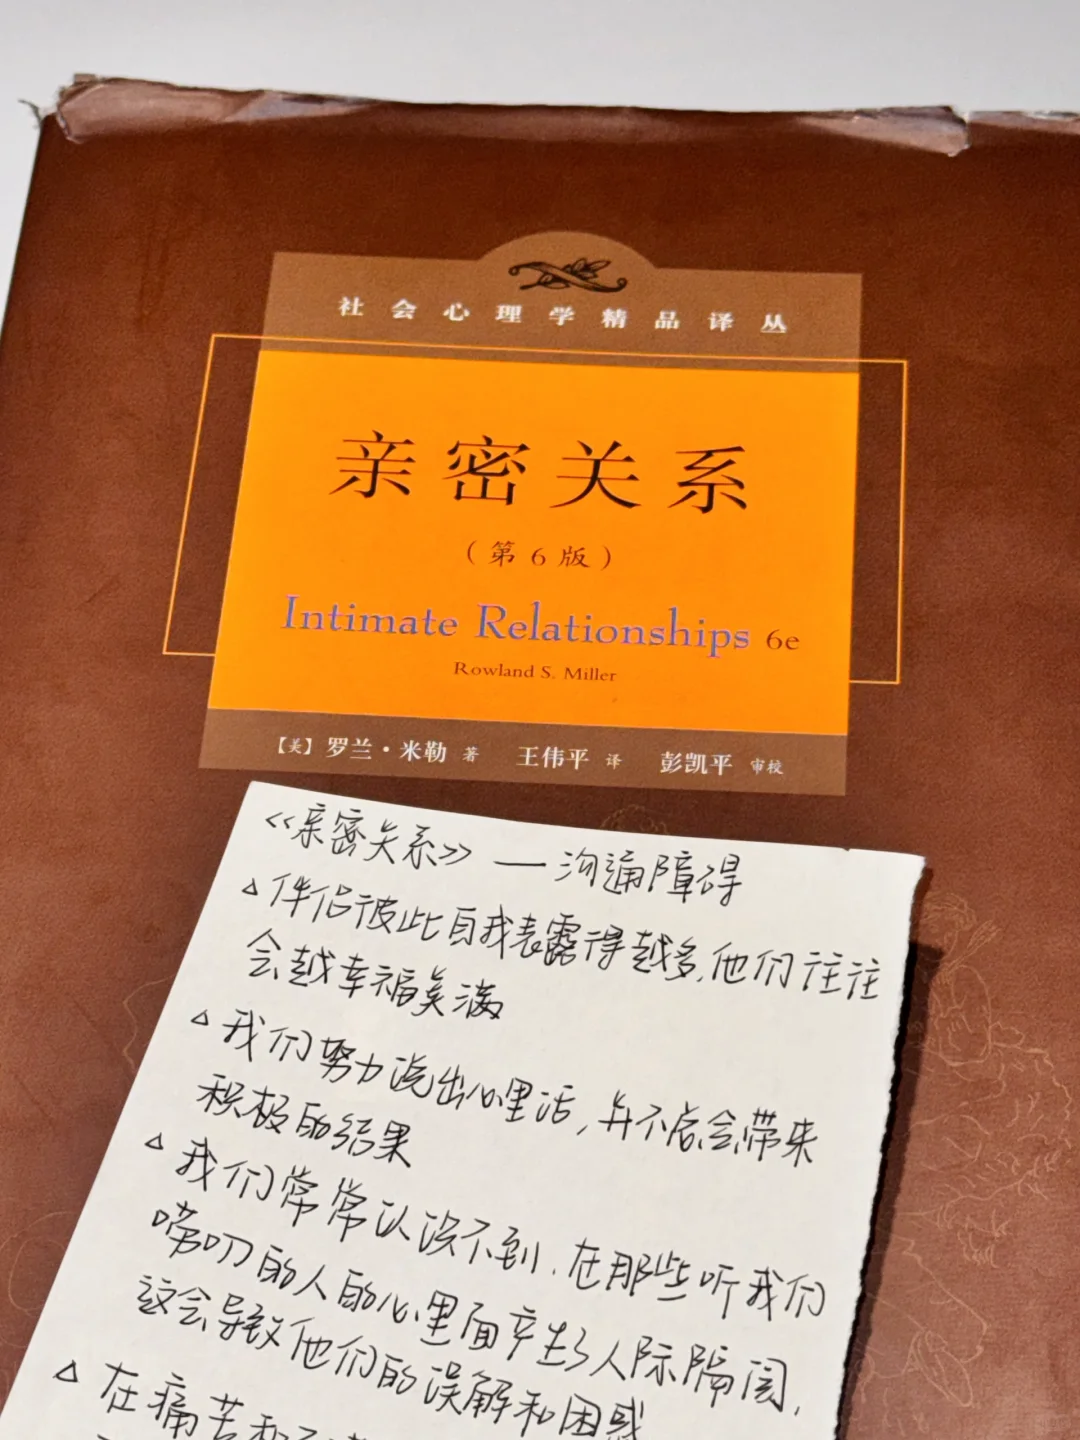 社会心理学精品译丛
亲密关系
（第6版）
Intimate Relationships 6e
Rowland S. Miller
【美】罗兰·米勒 著 王伟平 译 彭凯平 审校
《亲密关系》—沟通障碍
△ 伴侣彼此自我表露得越多,他们往往
会越幸福美满
△ 我们努力说出心里话,并不总会带来
积极的结果
△ 我们常常认识不到,在那些听我们
唠叨的人的心里面产生了人际隔阂,
这会导致他们的误解和困惑
△ 在痛苦和